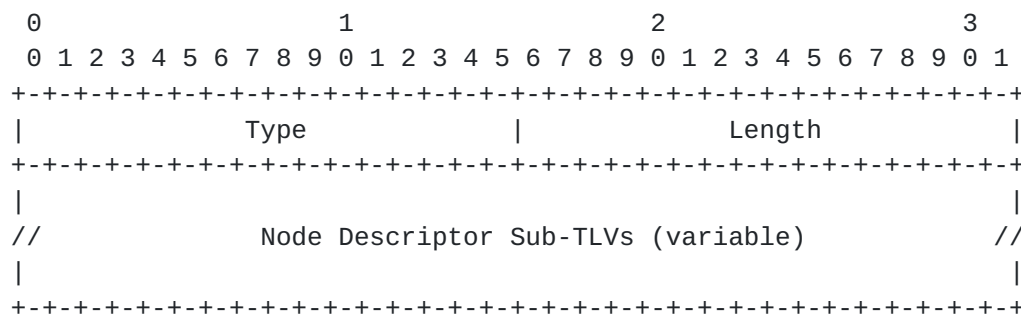 0                   1                   2                   3
 0 1 2 3 4 5 6 7 8 9 0 1 2 3 4 5 6 7 8 9 0 1 2 3 4 5 6 7 8 9 0 1
+-+-+-+-+-+-+-+-+-+-+-+-+-+-+-+-+-+-+-+-+-+-+-+-+-+-+-+-+-+-+-+-+
|              Type             |             Length            |
+-+-+-+-+-+-+-+-+-+-+-+-+-+-+-+-+-+-+-+-+-+-+-+-+-+-+-+-+-+-+-+-+
|                                                               |
//              Node Descriptor Sub-TLVs (variable)            //
|                                                               |
+-+-+-+-+-+-+-+-+-+-+-+-+-+-+-+-+-+-+-+-+-+-+-+-+-+-+-+-+-+-+-+-+